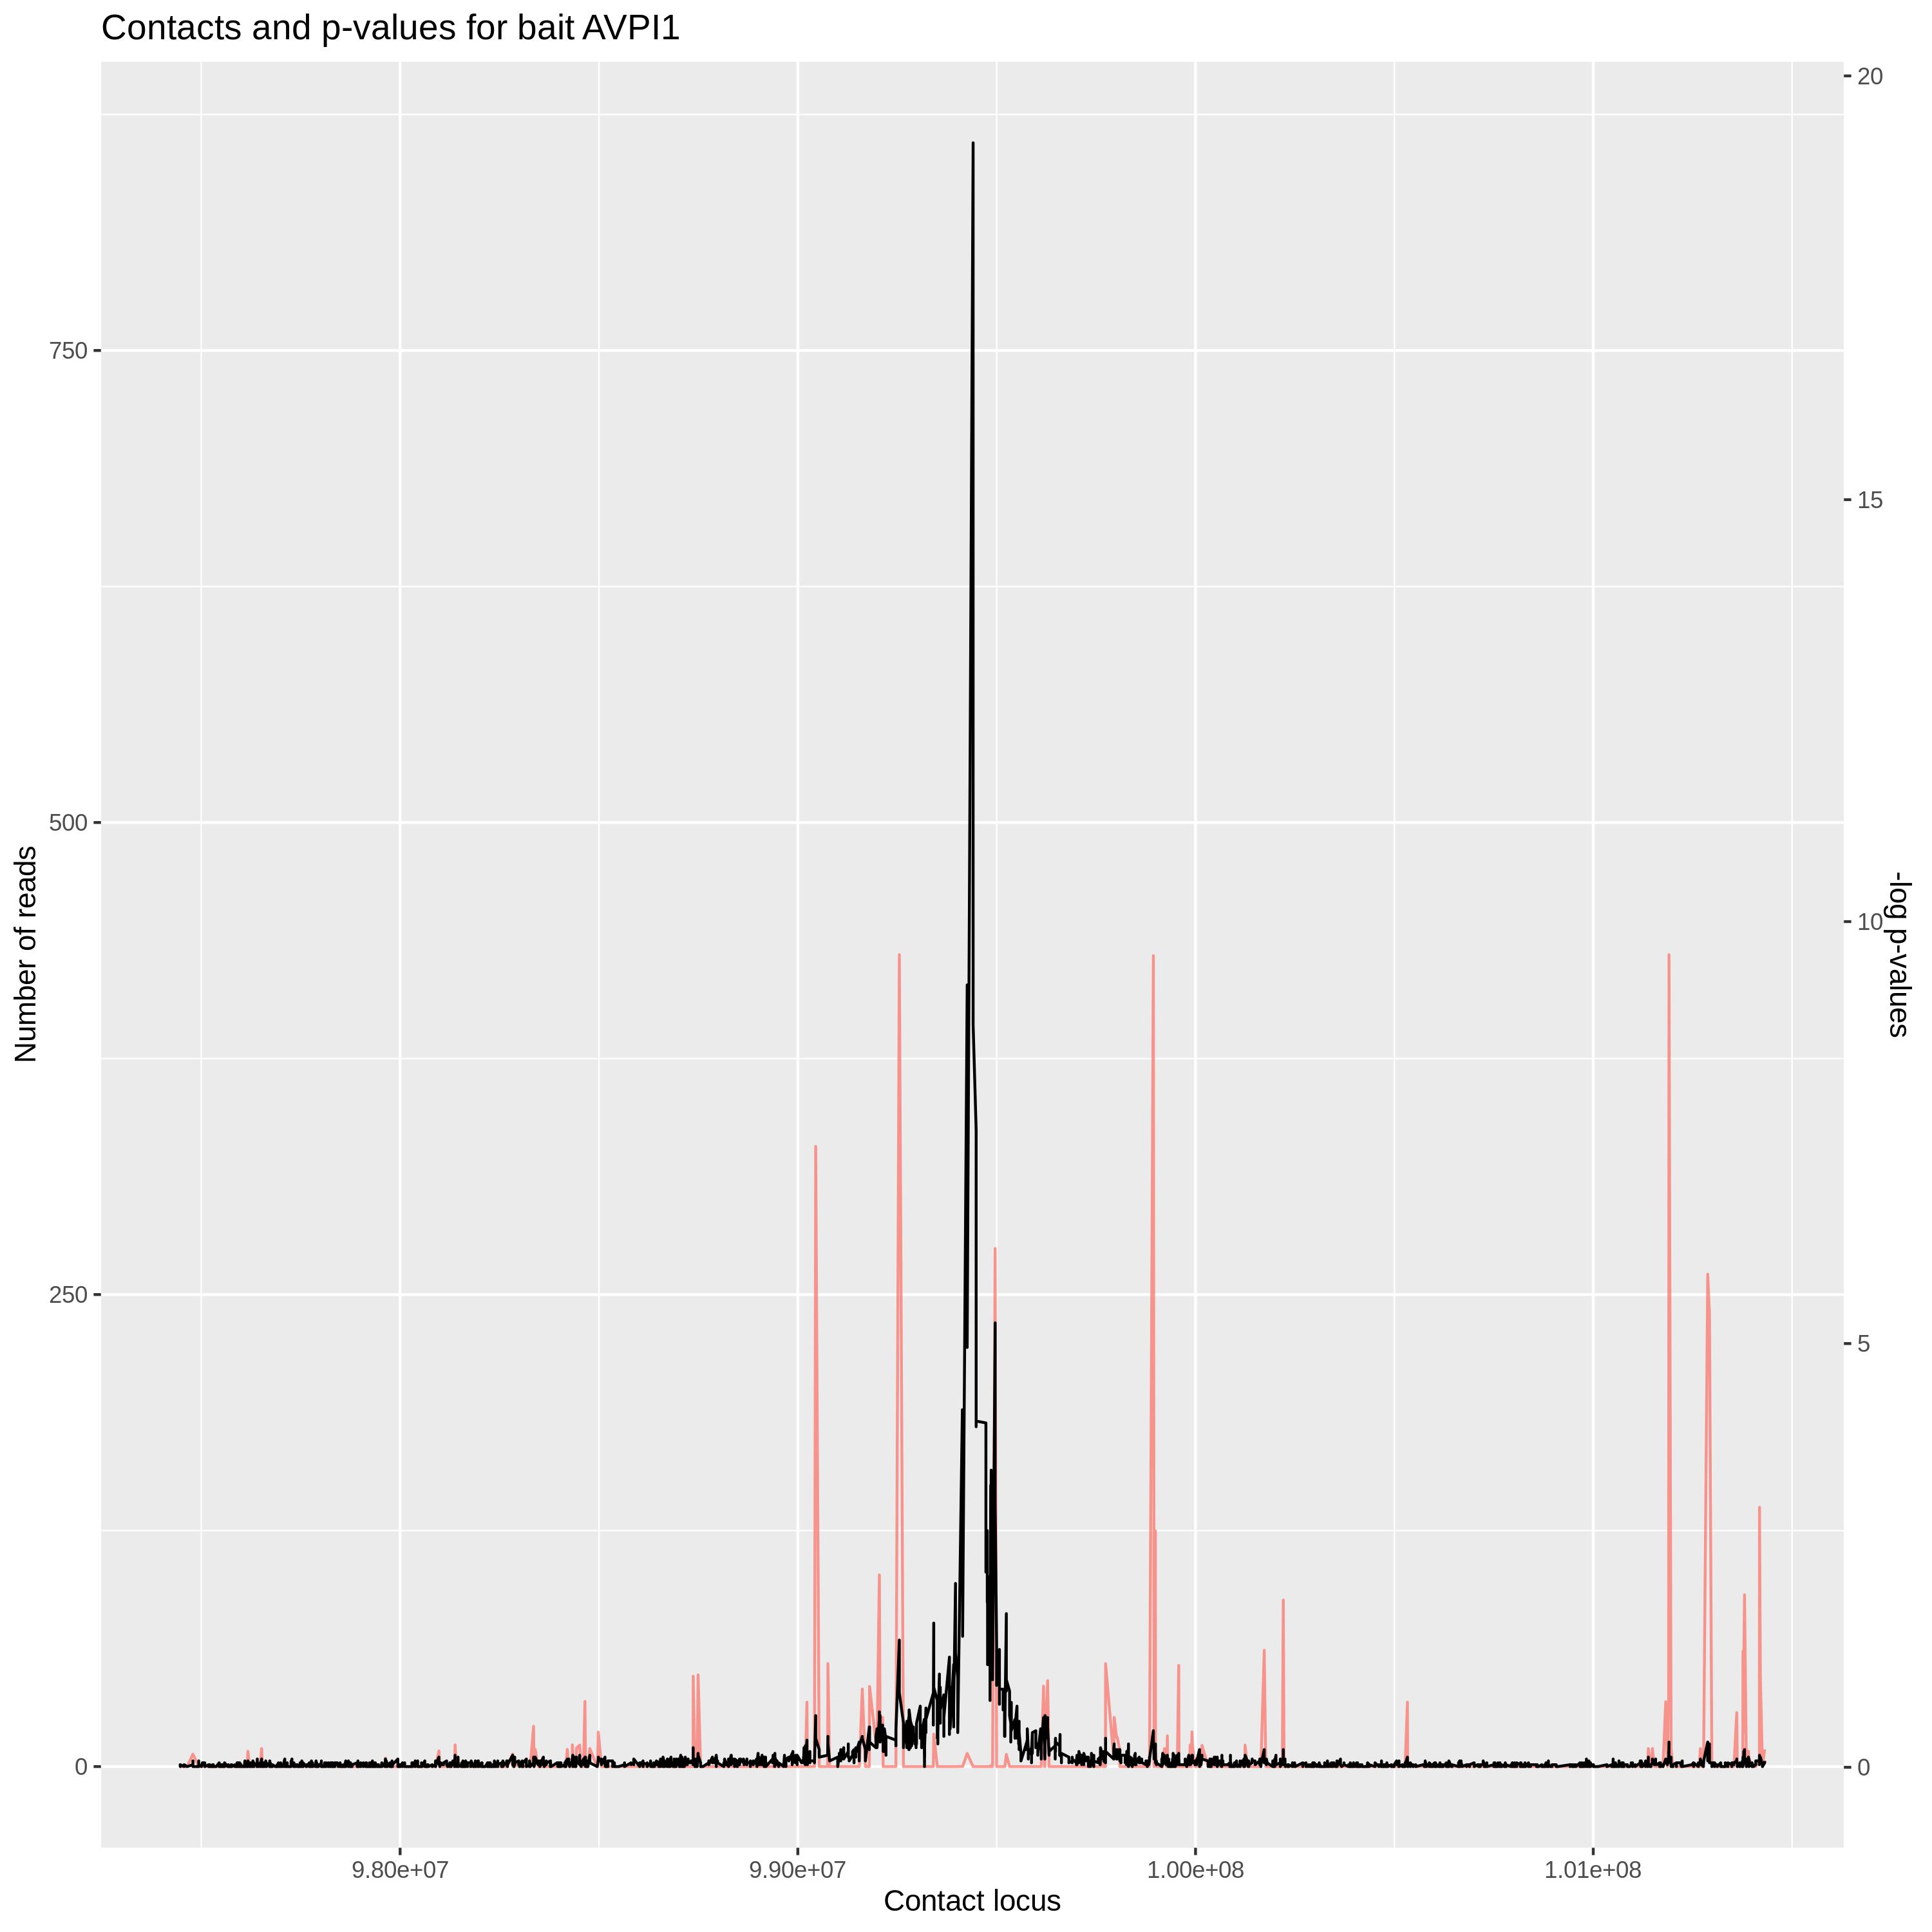 Contacts and p-values for bait AVPI1
20
15
10
5
0
-log p-values
750
500
250
0
Number of reads
9.80e+07
9.90e+07
1.00e+08
1.01e+08
Contact locus